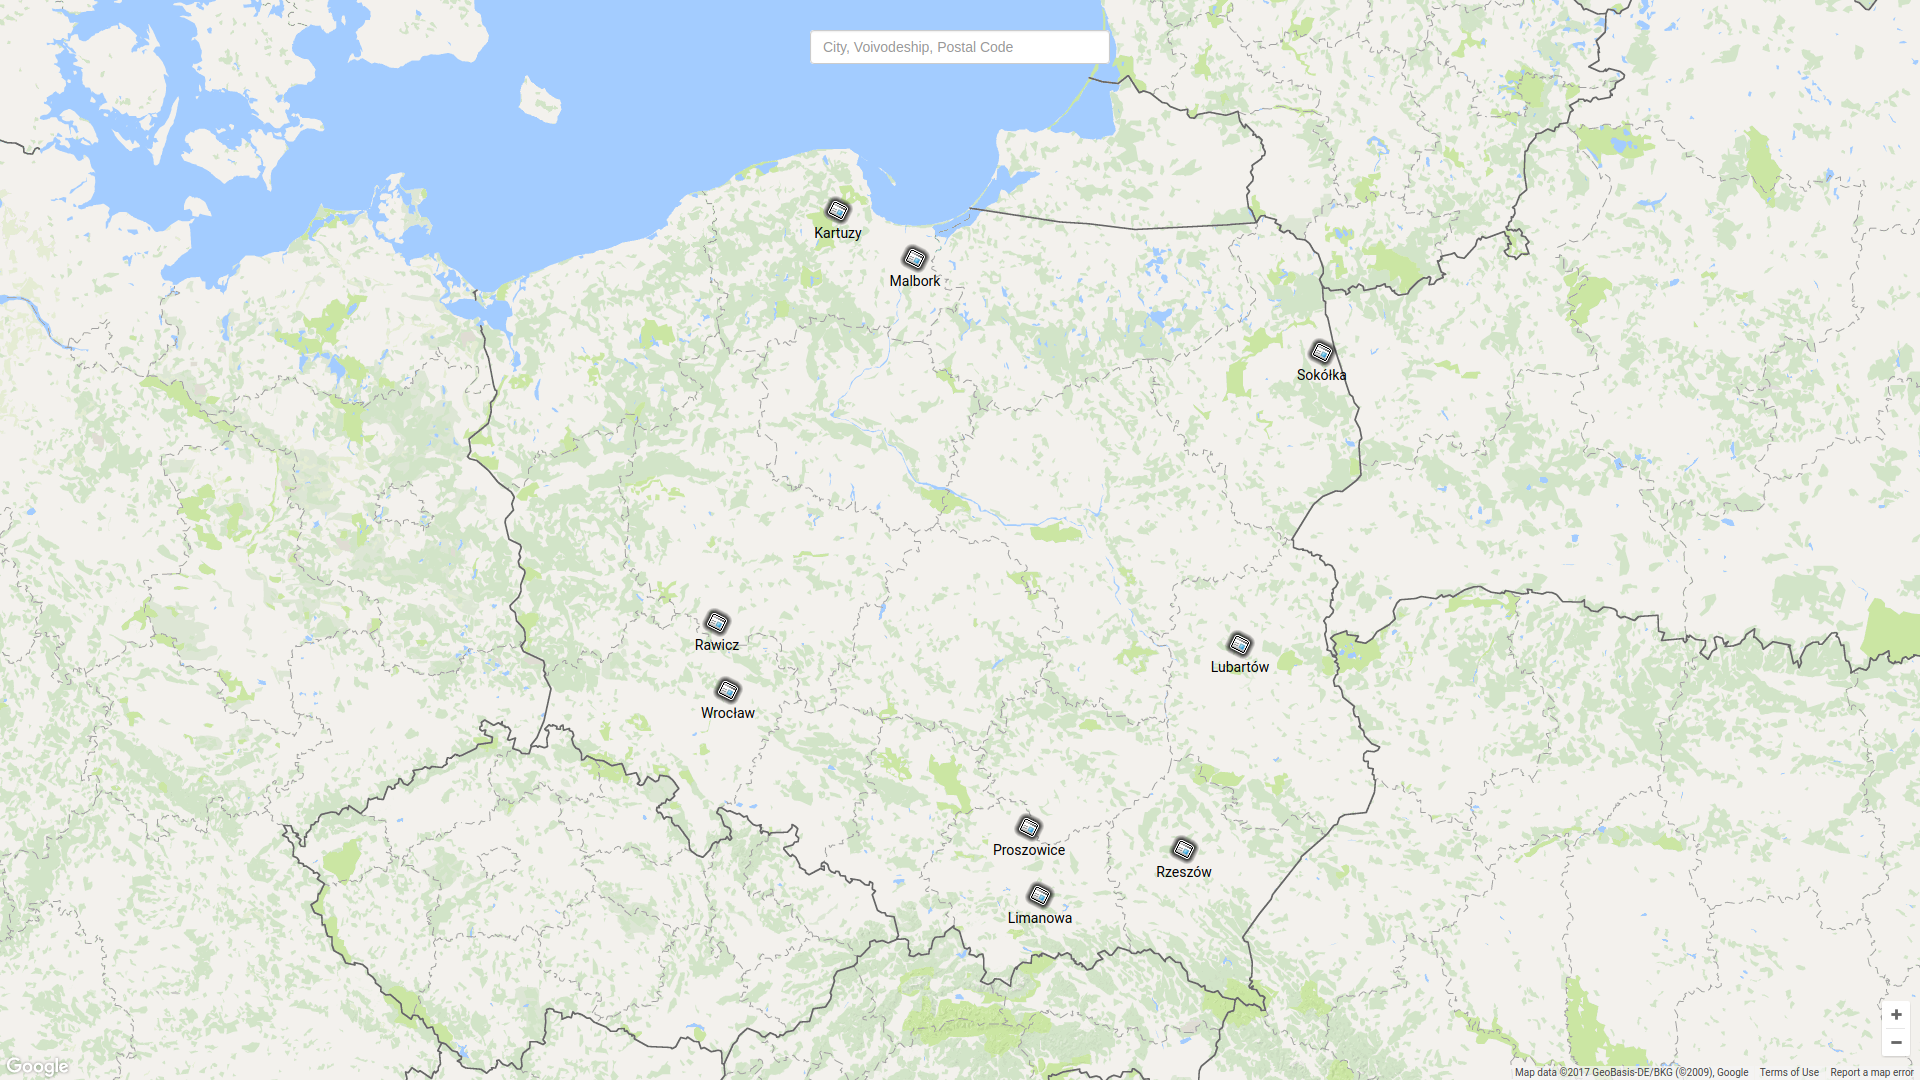 City, Voivodeship, Postal Code
Kartuzy
Malbork
Sokółka
Rawicz
Lubartów
Wrocław
Proszowice
Rzeszów
Limanowa
+
−
Google
Map data ©2017 GeoBasis-DE/BKG (©2009), Google Terms of Use Report a map error